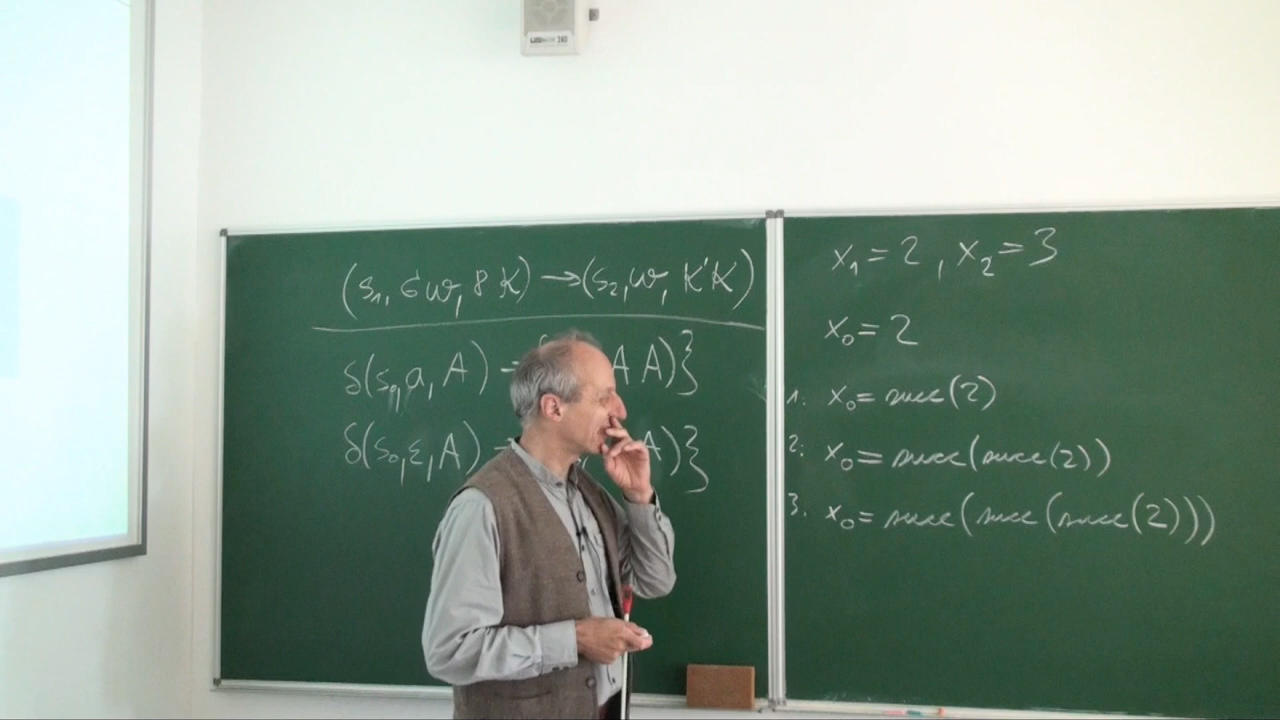 (s₁, σw, 8K) → (s₂, w, K'K)
δ(s₀, a, A) = A A)}
δ(s₀, ε, A) A)}
x₁ = 2, x₂ = 3
x₀ = 2
1. x₀ = succ(2)
2. x₀ = succ(succ(2))
3. x₀ = succ(succ(succ(2)))